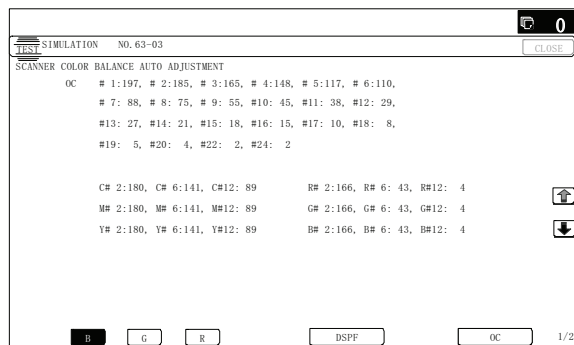 0
TEST SIMULATION NO. 63-03 CLOSE
SCANNER COLOR BALANCE AUTO ADJUSTMENT
OC # 1:197, # 2:185, # 3:165, # 4:148, # 5:117, # 6:110,
# 7: 88, # 8: 75, # 9: 55, #10: 45, #11: 38, #12: 29,
#13: 27, #14: 21, #15: 18, #16: 15, #17: 10, #18: 8,
#19: 5, #20: 4, #22: 2, #24: 2
C# 2:180, C# 6:141, C#12: 89 R# 2:166, R# 6: 43, R#12: 4
M# 2:180, M# 6:141, M#12: 89 G# 2:166, G# 6: 43, G#12: 4
Y# 2:180, Y# 6:141, Y#12: 89 B# 2:166, B# 6: 43, B#12: 4
B G R DSPF OC 1/2